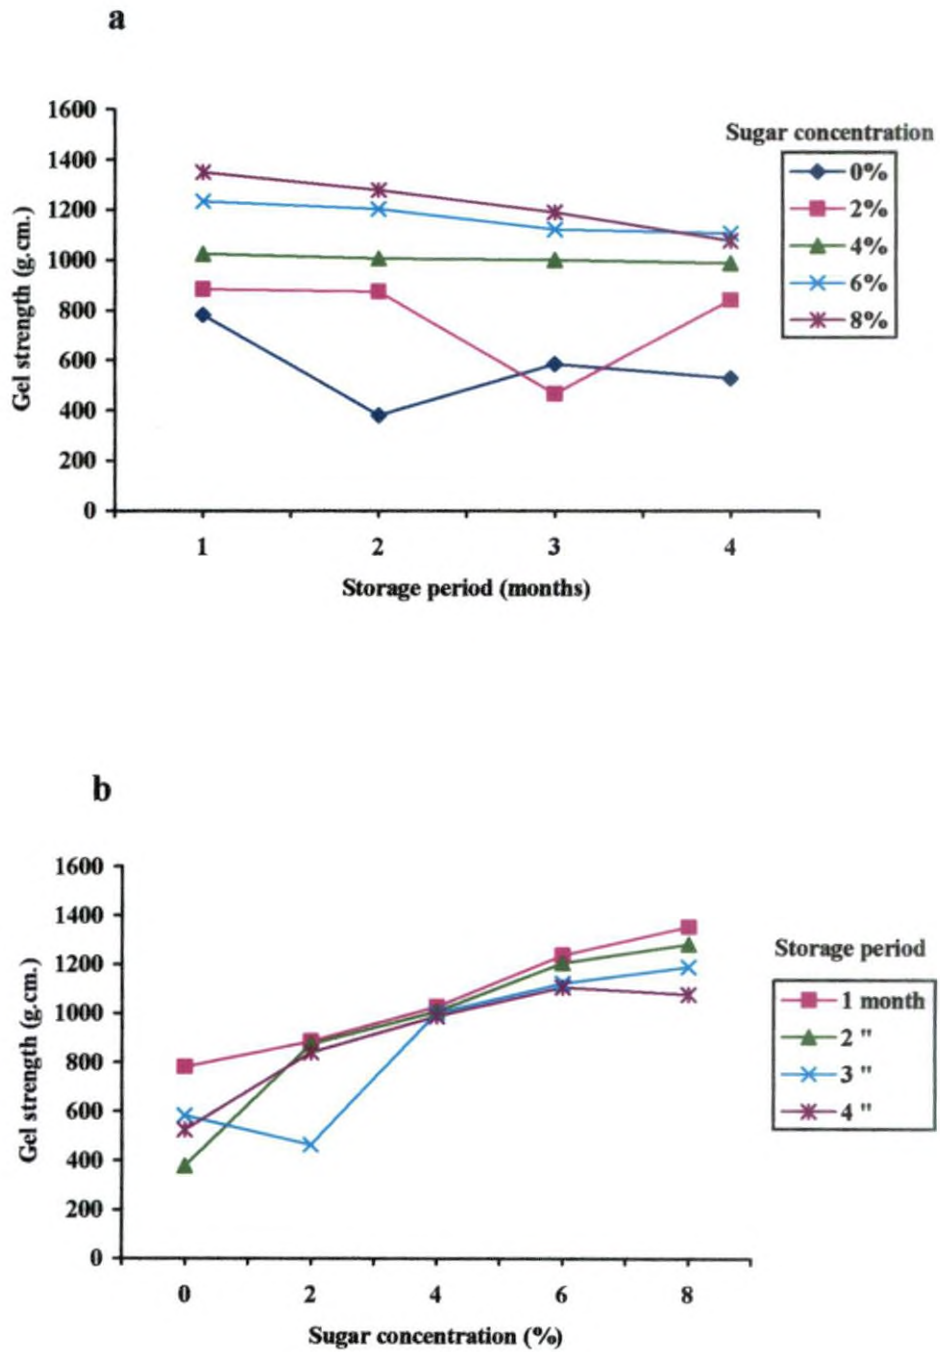 a
1600
1400
1200
1000
800
600
400
200
0
Gel strength (g.cm.)
1 2 3 4
Storage period (months)
Sugar concentration
0%
2%
4%
6%
8%
b
1600
1400
1200
1000
800
600
400
200
0
Gel strength (g.cm.)
0 2 4 6 8
Sugar concentration (%)
Storage period
1 month
2 "
3 "
4 "